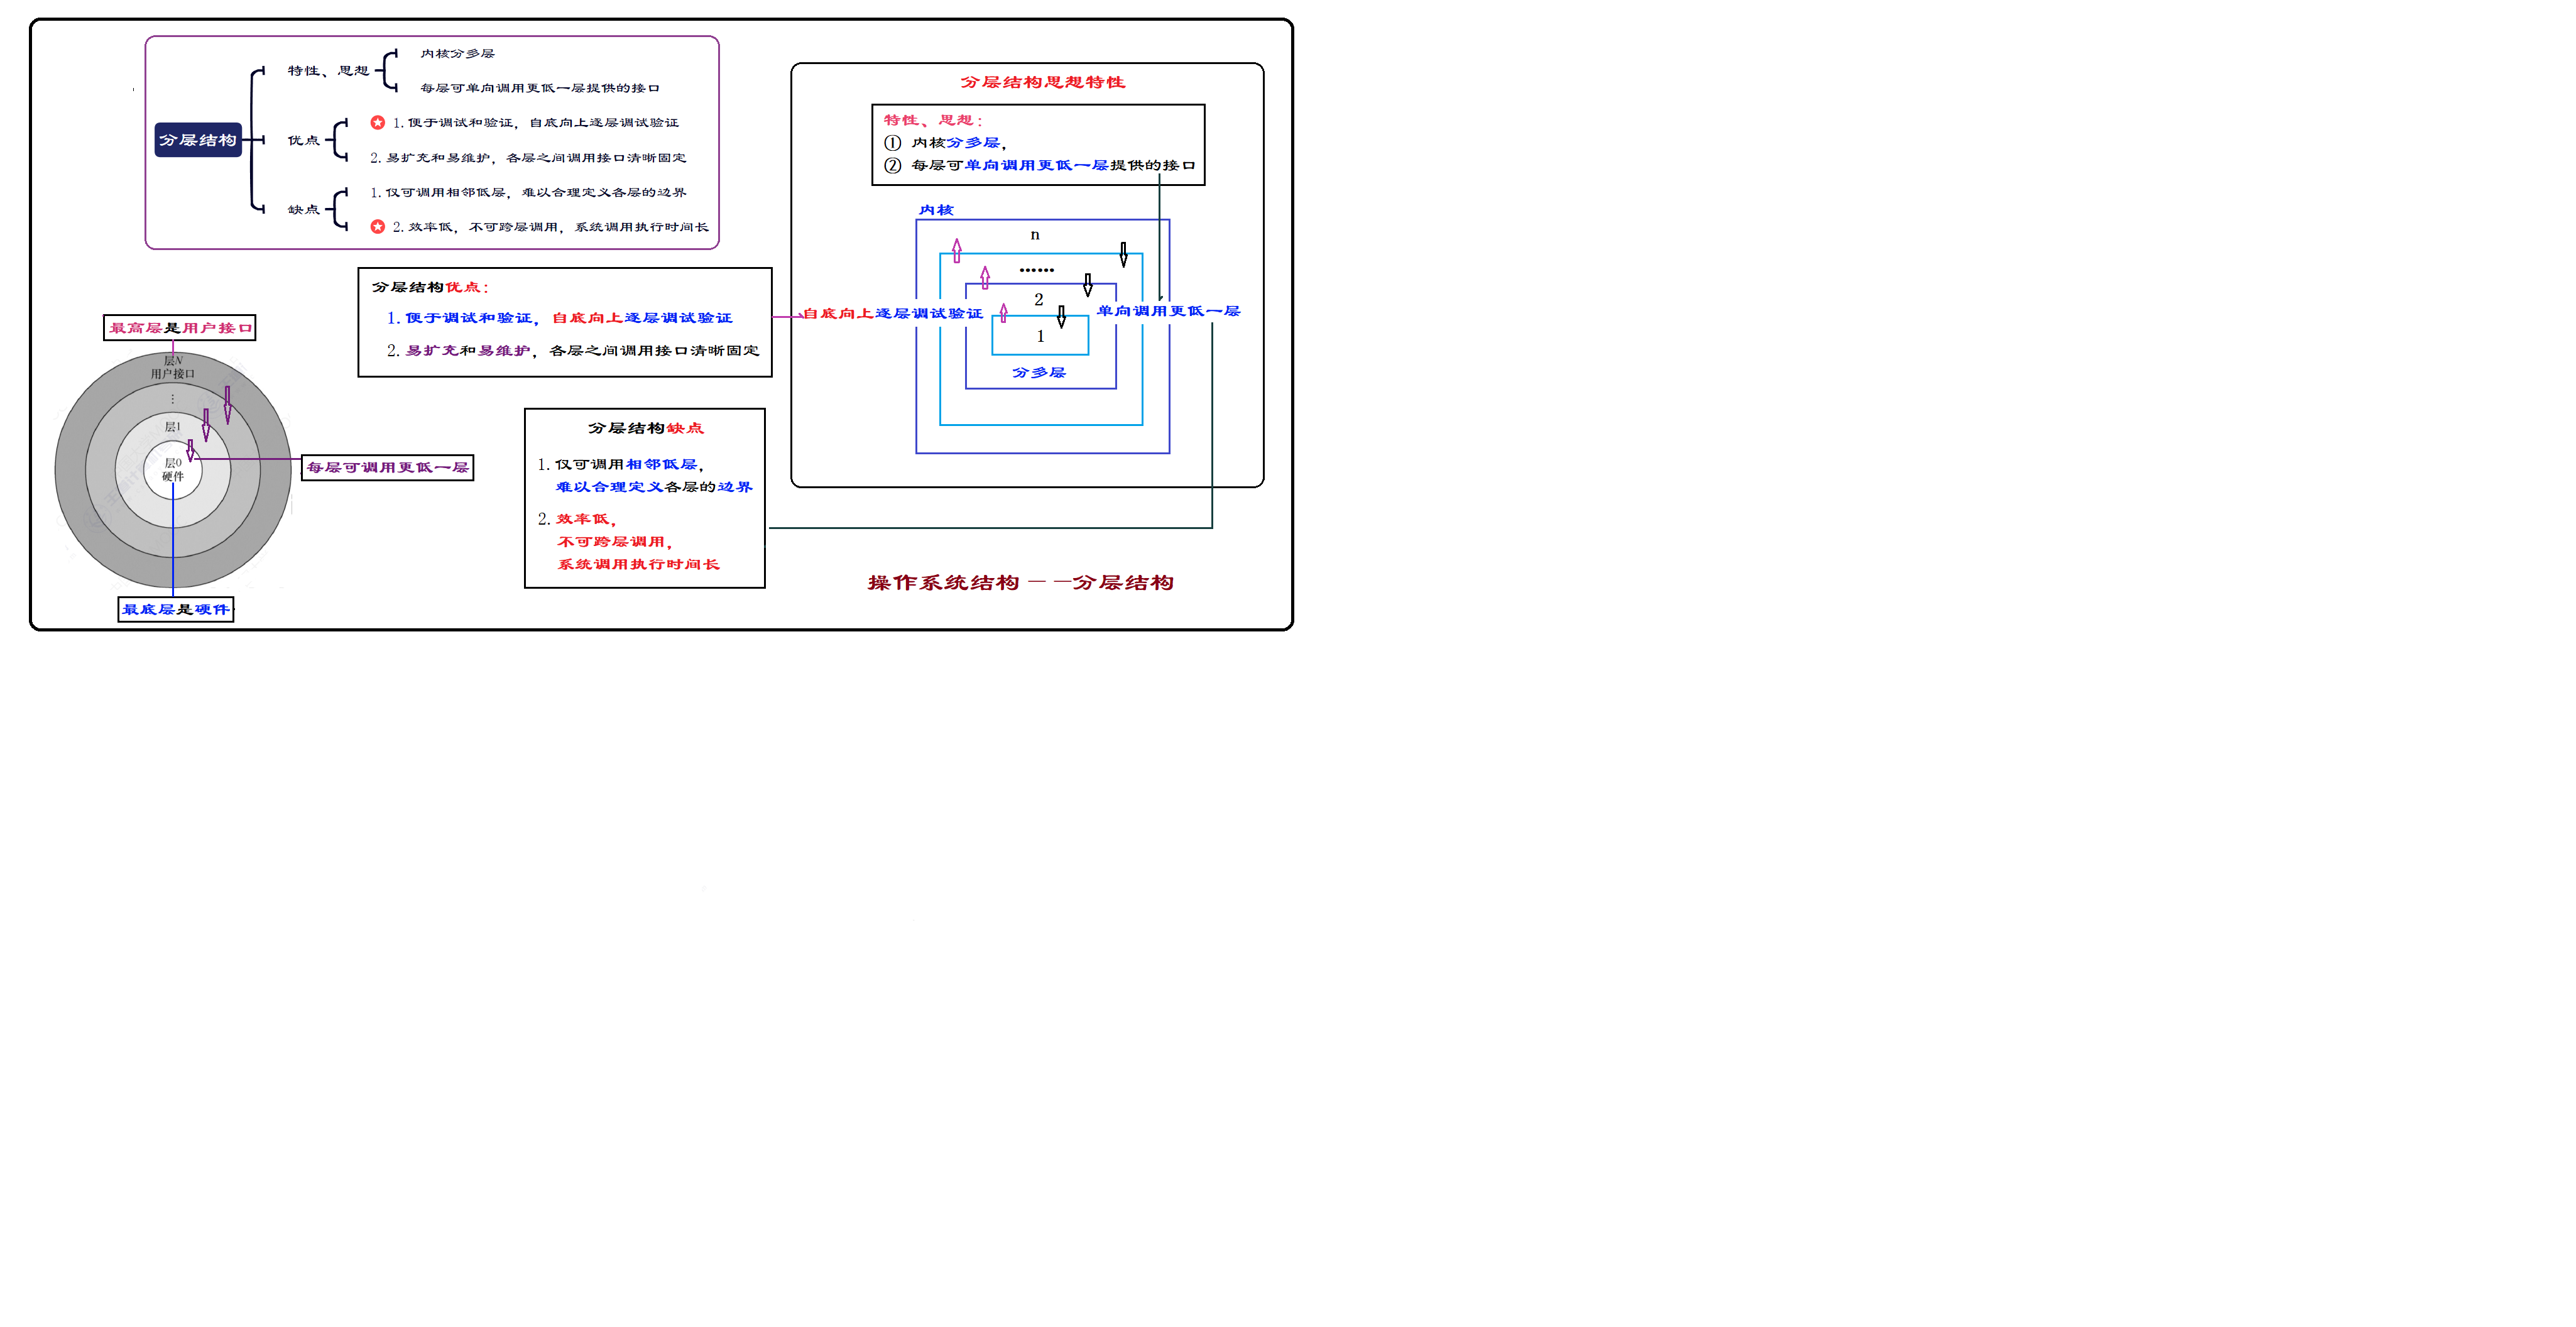 分层结构
特性、思想
内核分多层
每层可单向调用更低一层提供的接口
优点
1. 便于调试和验证，自底向上逐层调试验证
2. 易扩充和易维护，各层之间调用接口清晰固定
缺点
1. 仅可调用相邻低层，难以合理定义各层的边界
2. 效率低，不可跨层调用，系统调用执行时间长
分层结构思想特性
特性、思想：
① 内核分多层，
② 每层可单向调用更低一层提供的接口
内核
n
……
2
1
分多层
自底向上逐层调试验证
单向调用更低一层
分层结构优点：
1. 便于调试和验证，自底向上逐层调试验证
2. 易扩充和易维护，各层之间调用接口清晰固定
最高层是用户接口
层N
用户接口
⋮
层1
层0
硬件
每层可调用更低一层
最底层是硬件
分层结构缺点
1. 仅可调用相邻低层，
难以合理定义各层的边界
2. 效率低，
不可跨层调用，
系统调用执行时间长
操作系统结构——分层结构